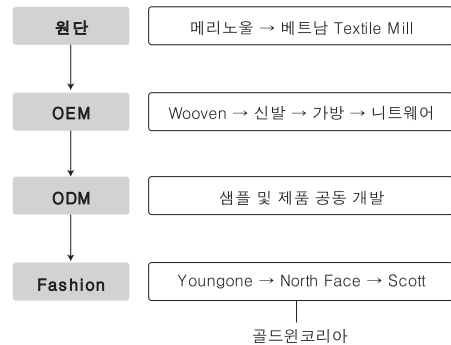 원단
메리노울 → 베트남 Textile Mill
OEM
Wooven → 신발 → 가방 → 니트웨어
ODM
샘플 및 제품 공동 개발
Fashion
Youngone → North Face → Scott
골드윈코리아